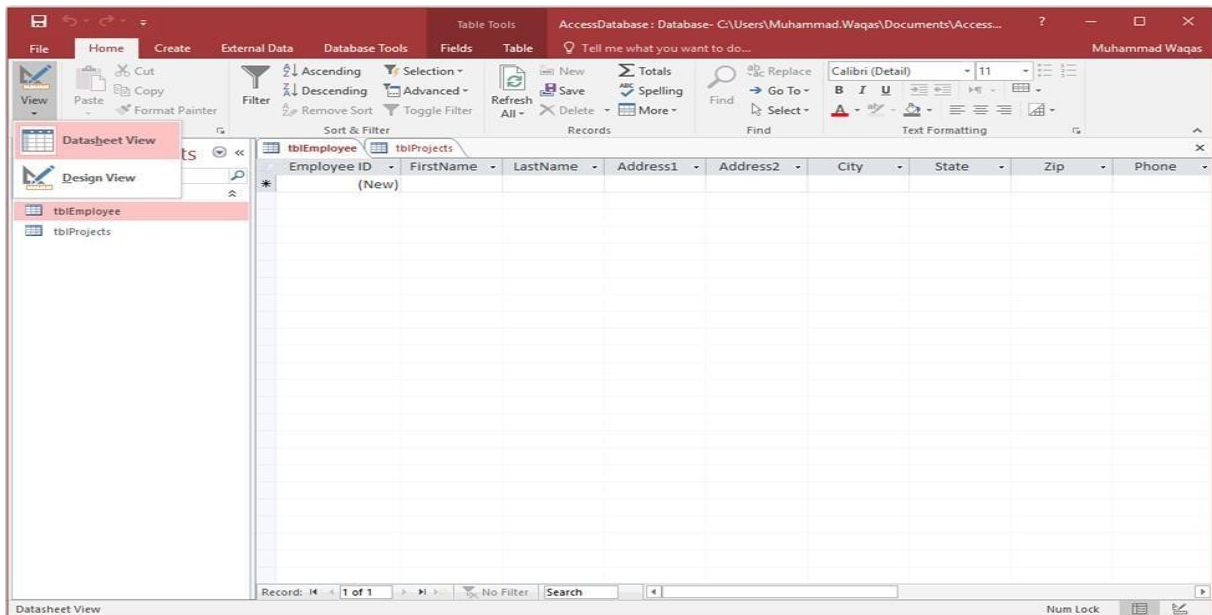 Table Tools AccessDatabase : Database- C:\Users\Muhammad.Waqas\Documents\Access... ?
File Home Create External Data Database Tools Fields Table Tell me what you want to do... Muhammad Waqas
View Paste Cut Copy Format Painter
Filter Ascending Descending Remove Sort Selection Advanced Toggle Filter
Sort & Filter
Refresh All New Save Delete Totals Spelling More
Records
Find Replace Go To Select
Find
Calibri (Detail) 11
B I U A
Text Formatting
Datasheet View
Design View
ts
tblEmployee
tblProjects
tblEmployee tblProjects
Employee ID FirstName LastName Address1 Address2 City State Zip Phone
(New)
Record: 1 of 1 No Filter Search
Datasheet View Num Lock